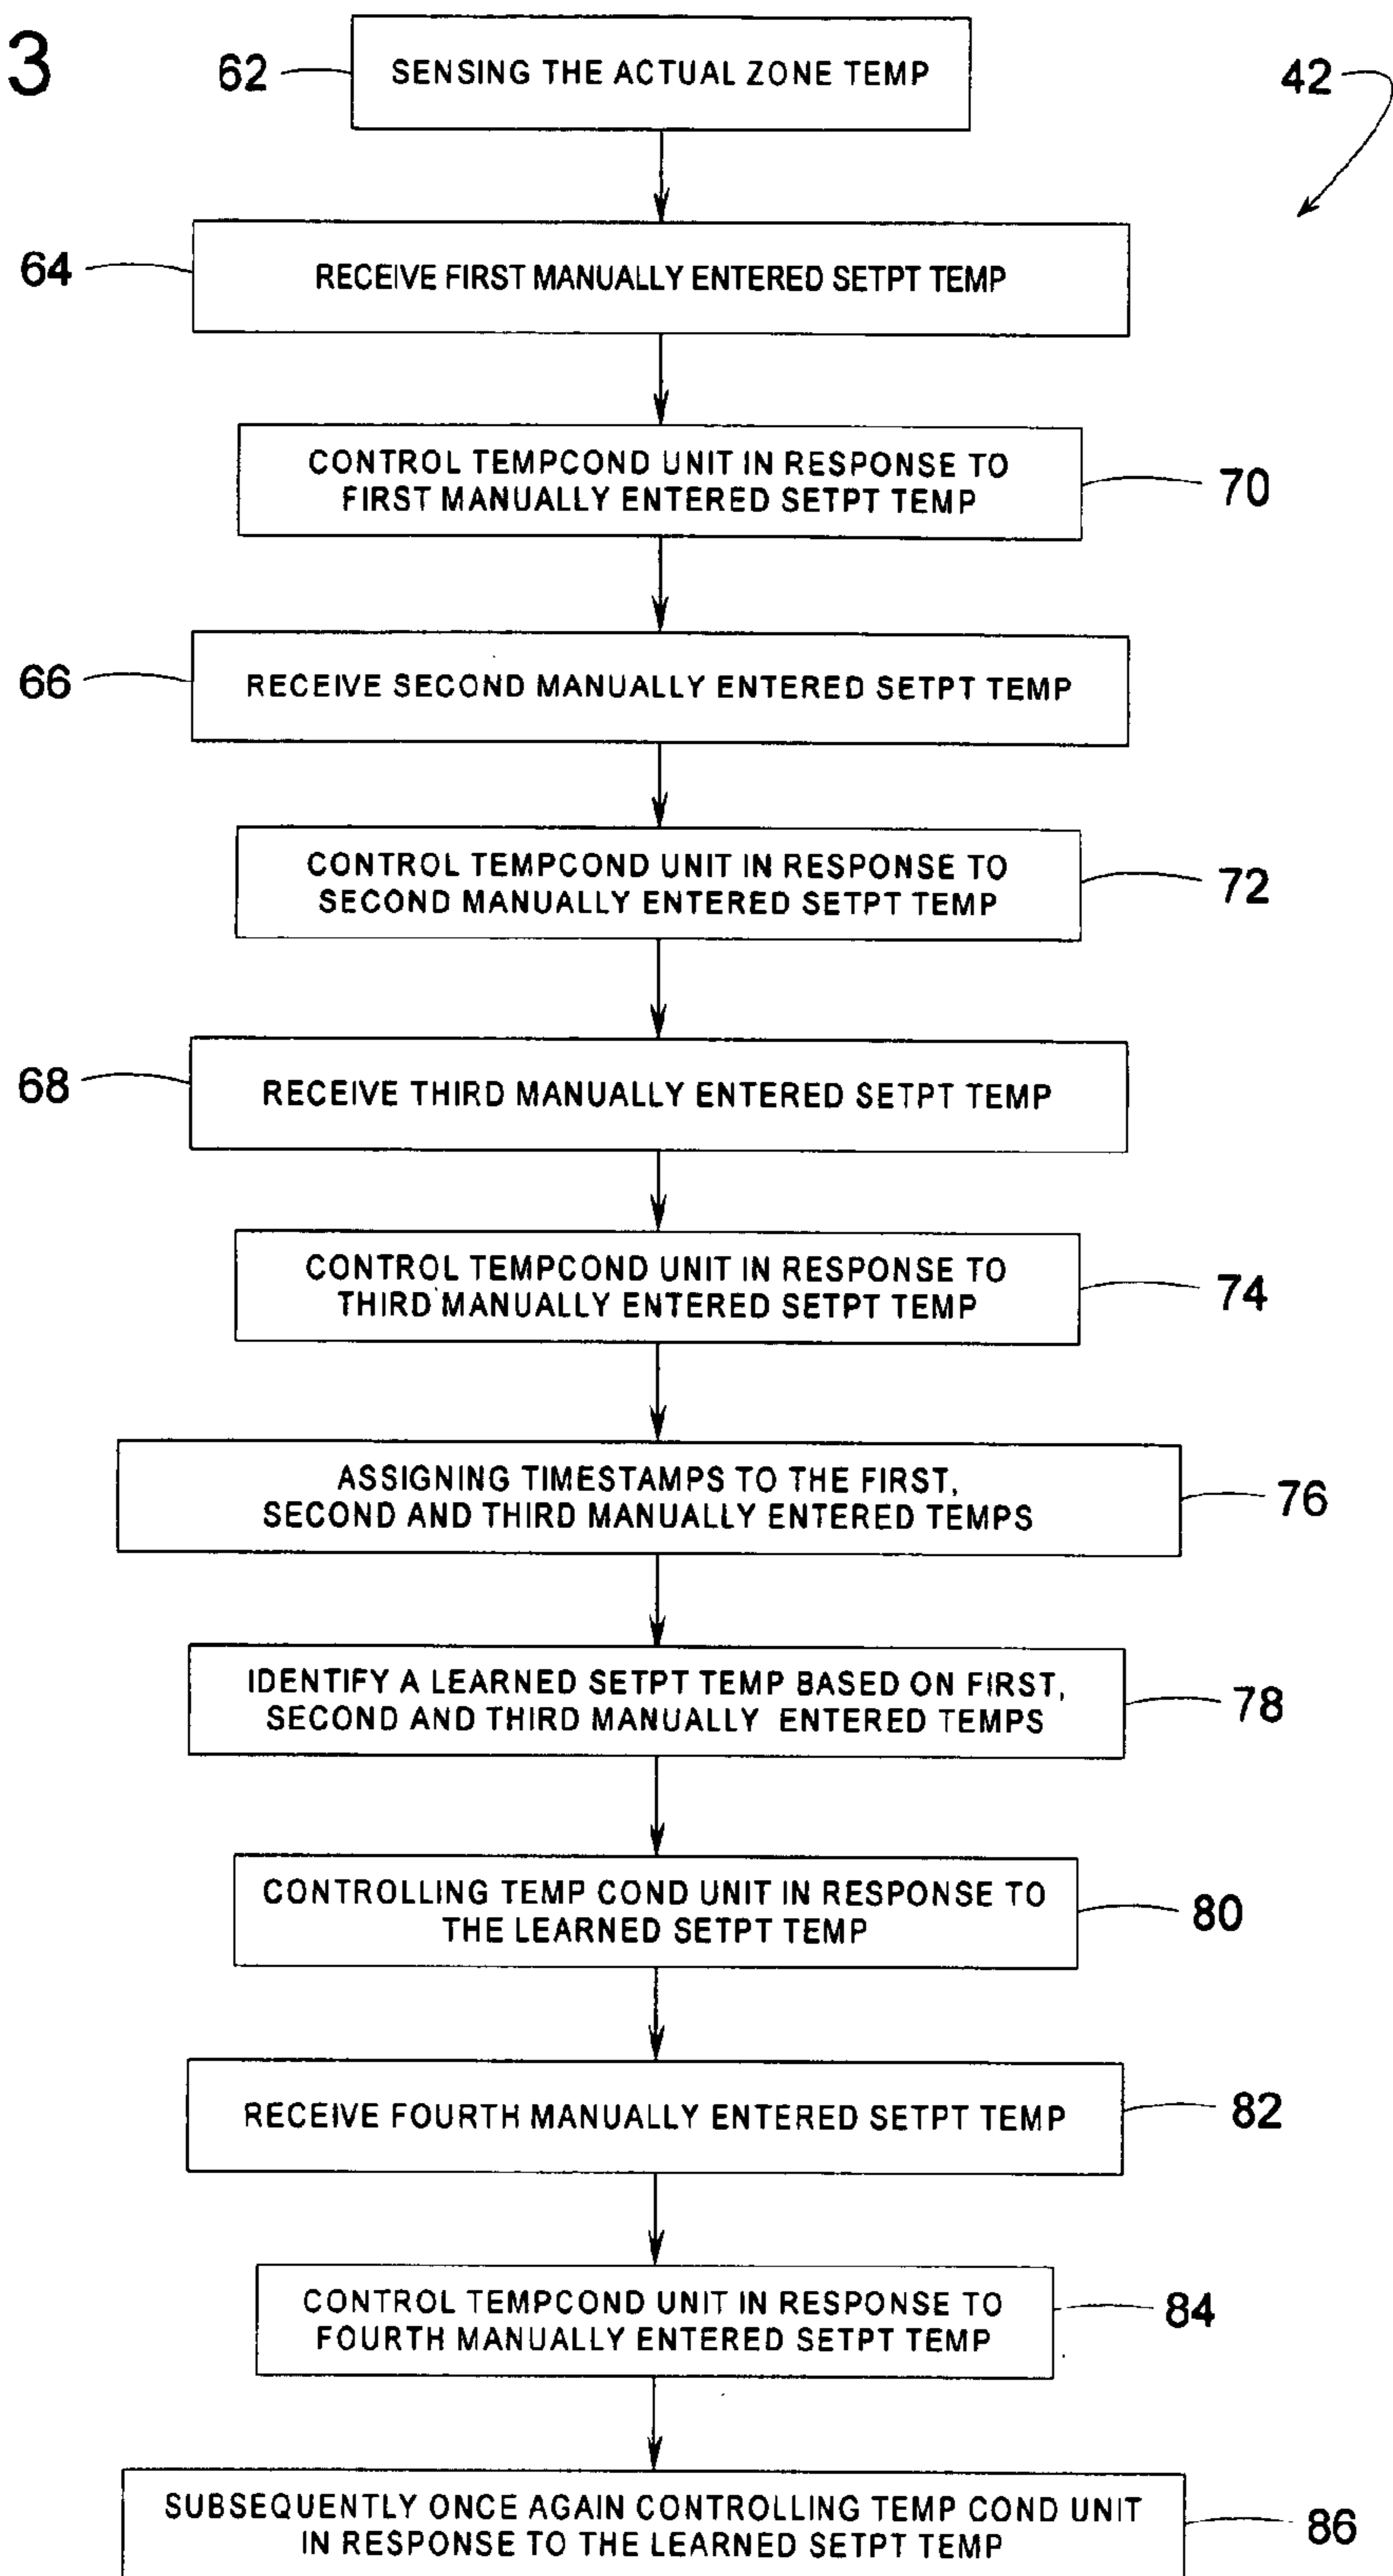 3
62
SENSING THE ACTUAL ZONE TEMP
42
64
RECEIVE FIRST MANUALLY ENTERED SETPT TEMP
CONTROL TEMPCOND UNIT IN RESPONSE TO
FIRST MANUALLY ENTERED SETPT TEMP
70
66
RECEIVE SECOND MANUALLY ENTERED SETPT TEMP
CONTROL TEMPCOND UNIT IN RESPONSE TO
SECOND MANUALLY ENTERED SETPT TEMP
72
68
RECEIVE THIRD MANUALLY ENTERED SETPT TEMP
CONTROL TEMPCOND UNIT IN RESPONSE TO
THIRD MANUALLY ENTERED SETPT TEMP
74
ASSIGNING TIMESTAMPS TO THE FIRST,
SECOND AND THIRD MANUALLY ENTERED TEMPS
76
IDENTIFY A LEARNED SETPT TEMP BASED ON FIRST,
SECOND AND THIRD MANUALLY ENTERED TEMPS
78
CONTROLLING TEMP COND UNIT IN RESPONSE TO
THE LEARNED SETPT TEMP
80
RECEIVE FOURTH MANUALLY ENTERED SETPT TEMP
82
CONTROL TEMPCOND UNIT IN RESPONSE TO
FOURTH MANUALLY ENTERED SETPT TEMP
84
SUBSEQUENTLY ONCE AGAIN CONTROLLING TEMP COND UNIT
IN RESPONSE TO THE LEARNED SETPT TEMP
86